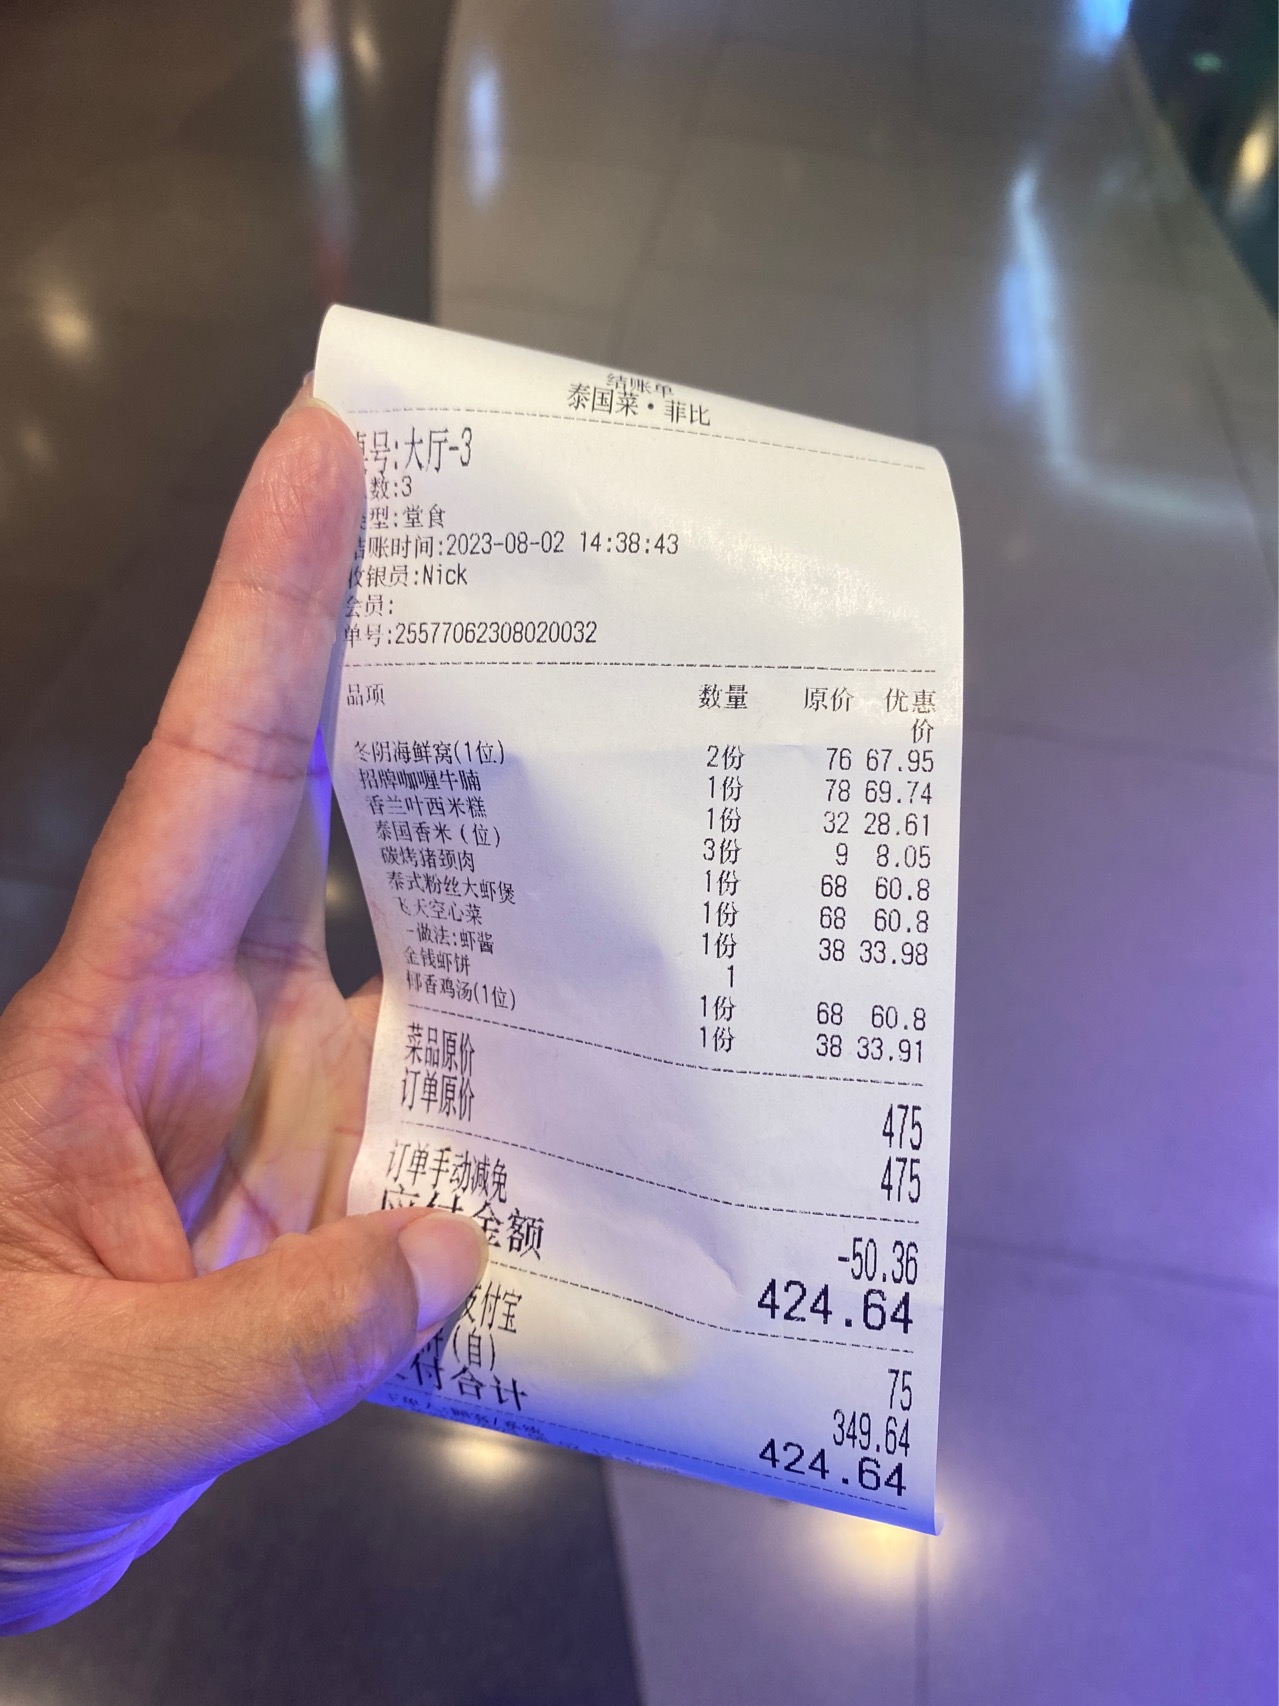 结账单
泰国菜·菲比
桌号:大厅-3
人数:3
类型:堂食
结账时间:2023-08-02 14:38:43
收银员:Nick
会员:
单号:25577062308020032
品项 数量 原价 优惠价
冬阴海鲜窝(1位) 2份 76 67.95
招牌咖喱牛腩 1份 78 69.74
香兰叶西米糕 1份 32 28.61
泰国香米(位) 3份 9 8.05
碳烤猪颈肉 1份 68 60.8
泰式粉丝大虾煲 1份 68 60.8
飞天空心菜 1份 38 33.98
-做法:虾酱 1
金钱虾饼 1份 68 60.8
椰香鸡汤(1位) 1份 38 33.91
菜品原价 475
订单原价 475
订单手动减免 -50.36
应付金额 424.64
支付宝 75
(自) 349.64
付合计 424.64